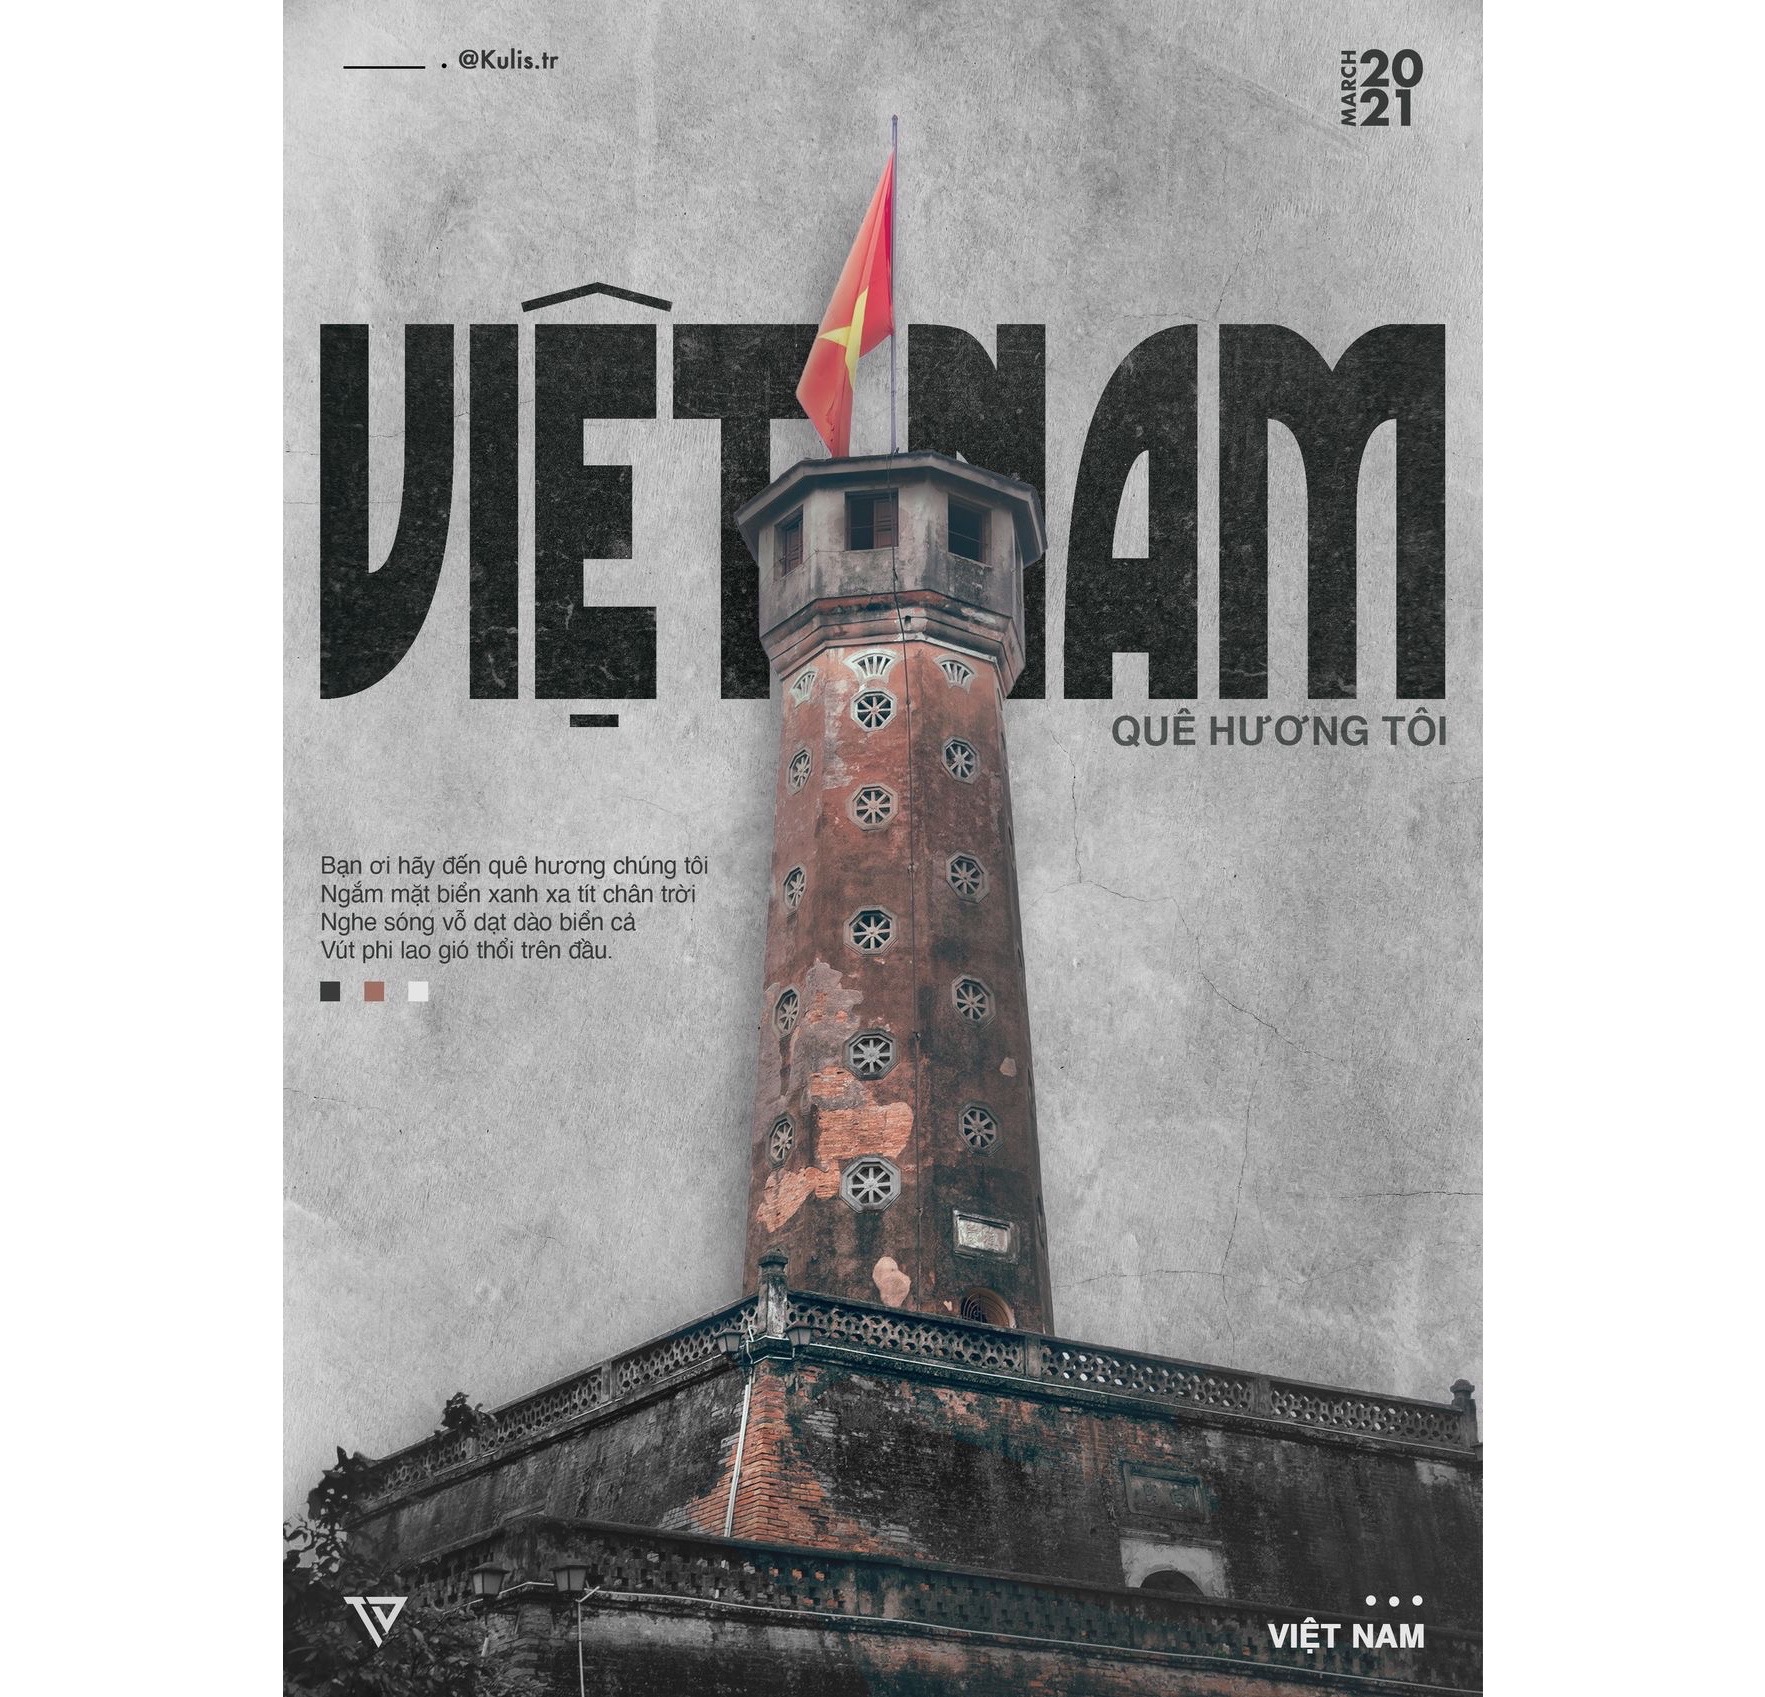 @Kulis.tr
MARCH
20
21
VIỆT NAM
QUÊ HƯƠNG TÔI
Bạn ơi hãy đến quê hương chúng tôi
Ngắm mặt biển xanh xa tít chân trời
Nghe sóng vỗ dạt dào biển cả
Vút phi lao gió thổi trên đầu.
VIỆT NAM